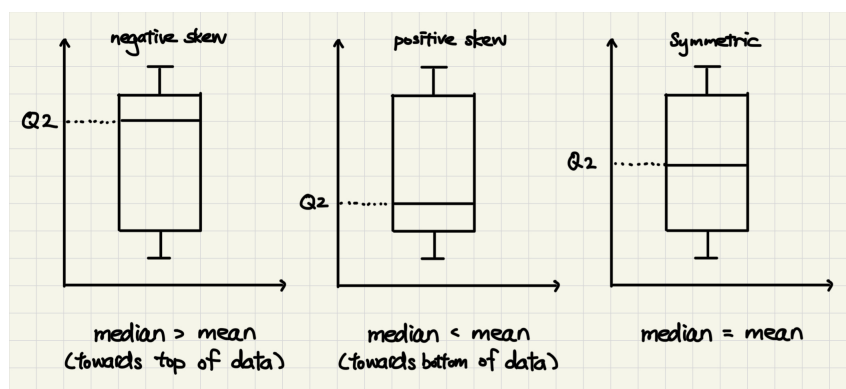 negative skew
Q2
median > mean
(towards top of data)
positive skew
Q2
median < mean
(towards bottom of data)
Symmetric
Q2
median = mean